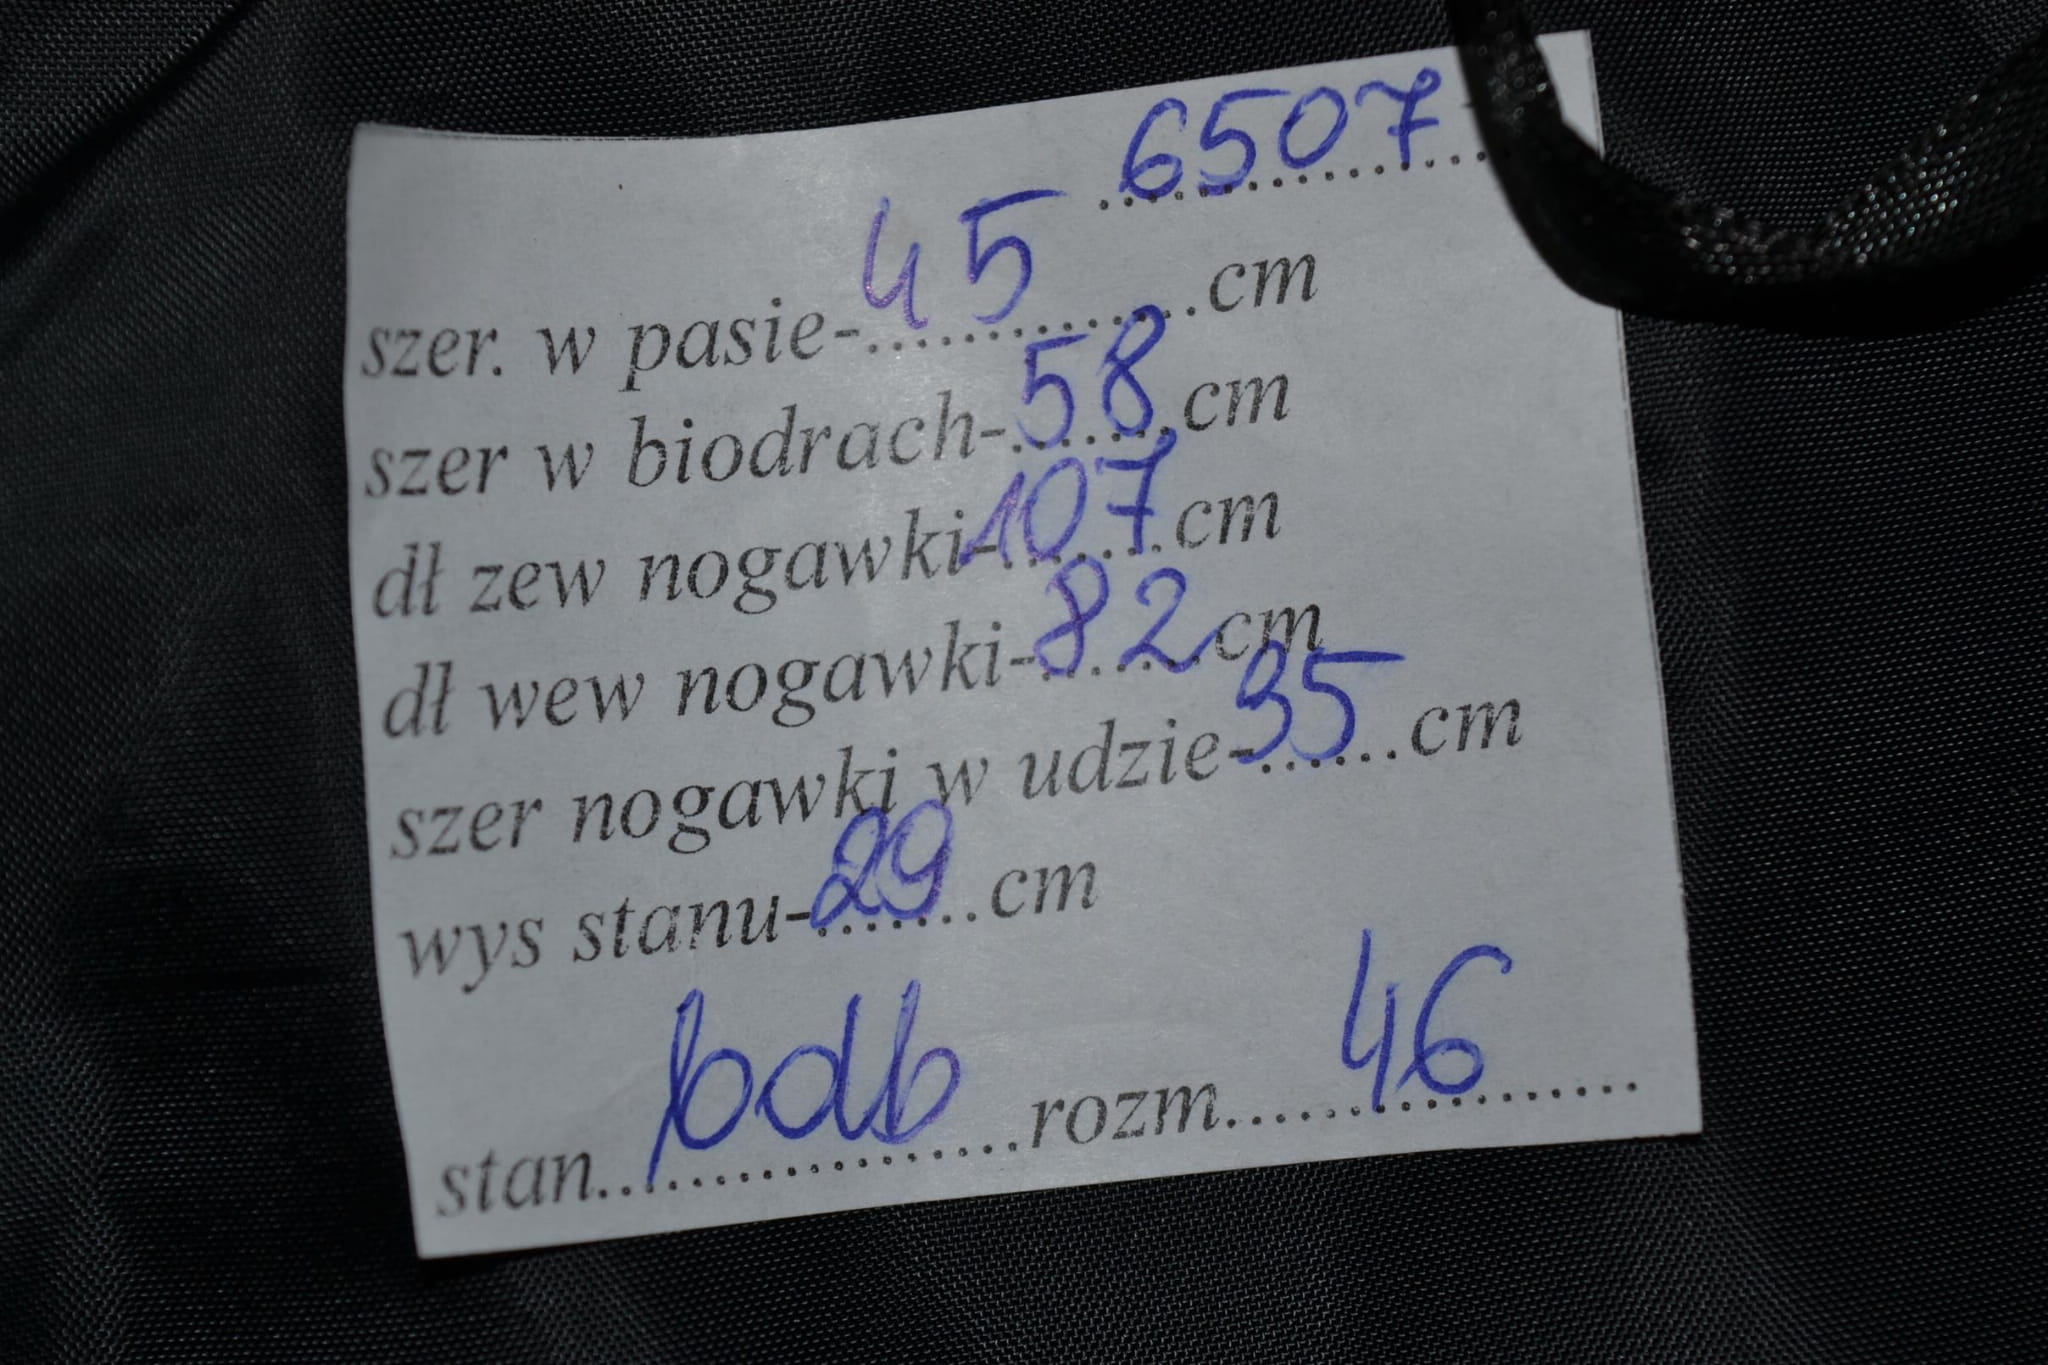 6507
szer. w pasie-45 cm
szer w biodrach-58 cm
dł zew nogawki-107 cm
dł wew nogawki-82 cm
szer nogawki w udzie-35 cm
wys stanu-29 cm
stan bdb rozm 46